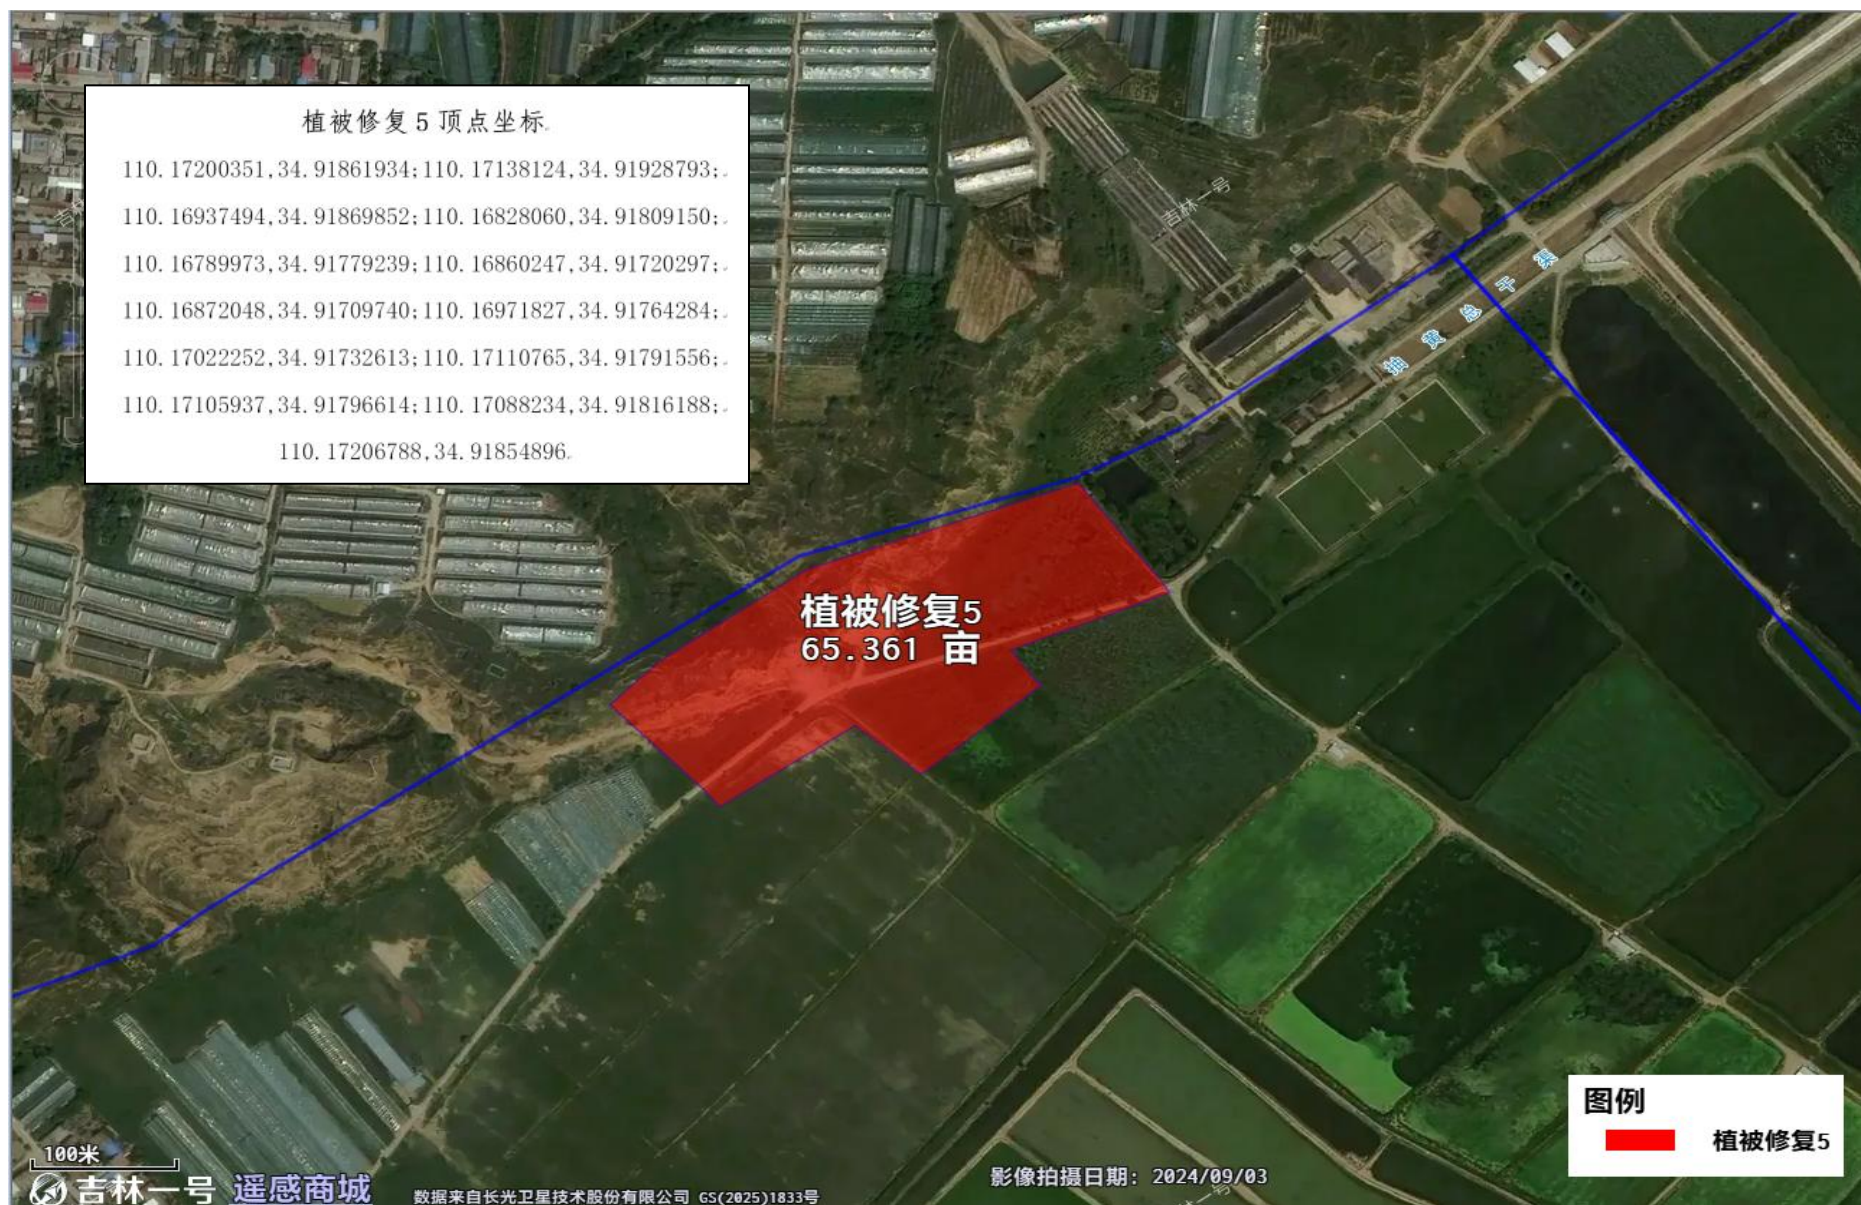 植被修复5顶点坐标
110.17200351,34.91861934;110.17138124,34.91928793;
110.16937494,34.91869852;110.16828060,34.91809150;
110.16789973,34.91779239;110.16860247,34.91720297;
110.16872048,34.91709740;110.16971827,34.91764284;
110.17022252,34.91732613;110.17110765,34.91791556;
110.17105937,34.91796614;110.17088234,34.91816188;
110.17206788,34.91854896
吉林一号
抽黄总干渠
植被修复5
65.361 亩
图例
植被修复5
100米
吉林一号 遥感商城
数据来自长光卫星技术股份有限公司 GS(2025)1833号
影像拍摄日期: 2024/09/03